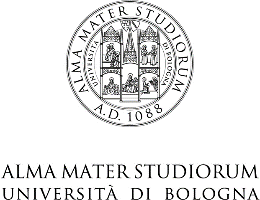 ALMA MATER STUDIORUM
UNIVERSITÀ DI BOLOGNA
A.D. 1088
ALMA MATER STUDIORUM
UNIVERSITÀ DI BOLOGNA